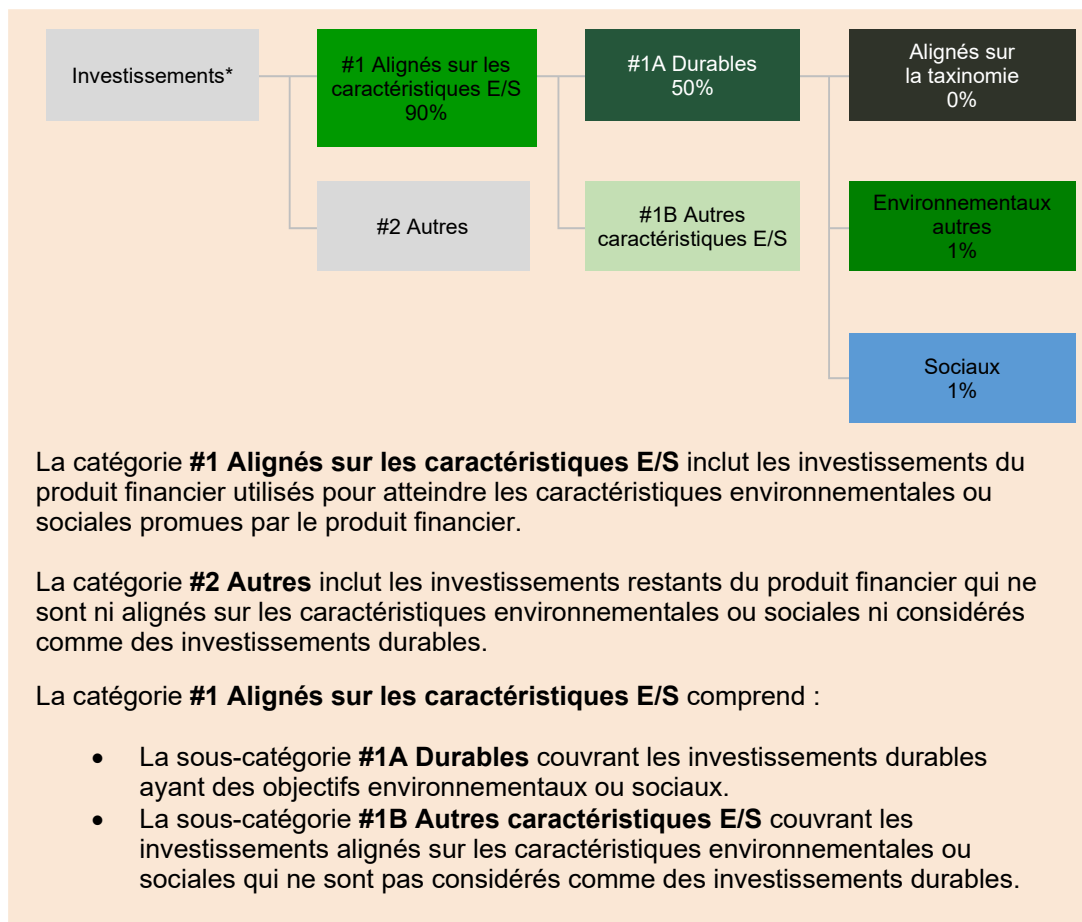 Investissements*
#1 Alignés sur les
caractéristiques E/S
90%
#1A Durables
50%
Alignés sur
la taxinomie
0%
#2 Autres
#1B Autres
caractéristiques E/S
Environnementaux
autres
1%
Sociaux
1%
La catégorie #1 Alignés sur les caractéristiques E/S inclut les investissements du
produit financier utilisés pour atteindre les caractéristiques environnementales ou
sociales promues par le produit financier.
La catégorie #2 Autres inclut les investissements restants du produit financier qui ne
sont ni alignés sur les caractéristiques environnementales ou sociales ni considérés
comme des investissements durables.
La catégorie #1 Alignés sur les caractéristiques E/S comprend :
• La sous-catégorie #1A Durables couvrant les investissements durables
ayant des objectifs environnementaux ou sociaux.
• La sous-catégorie #1B Autres caractéristiques E/S couvrant les
investissements alignés sur les caractéristiques environnementales ou
sociales qui ne sont pas considérés comme des investissements durables.